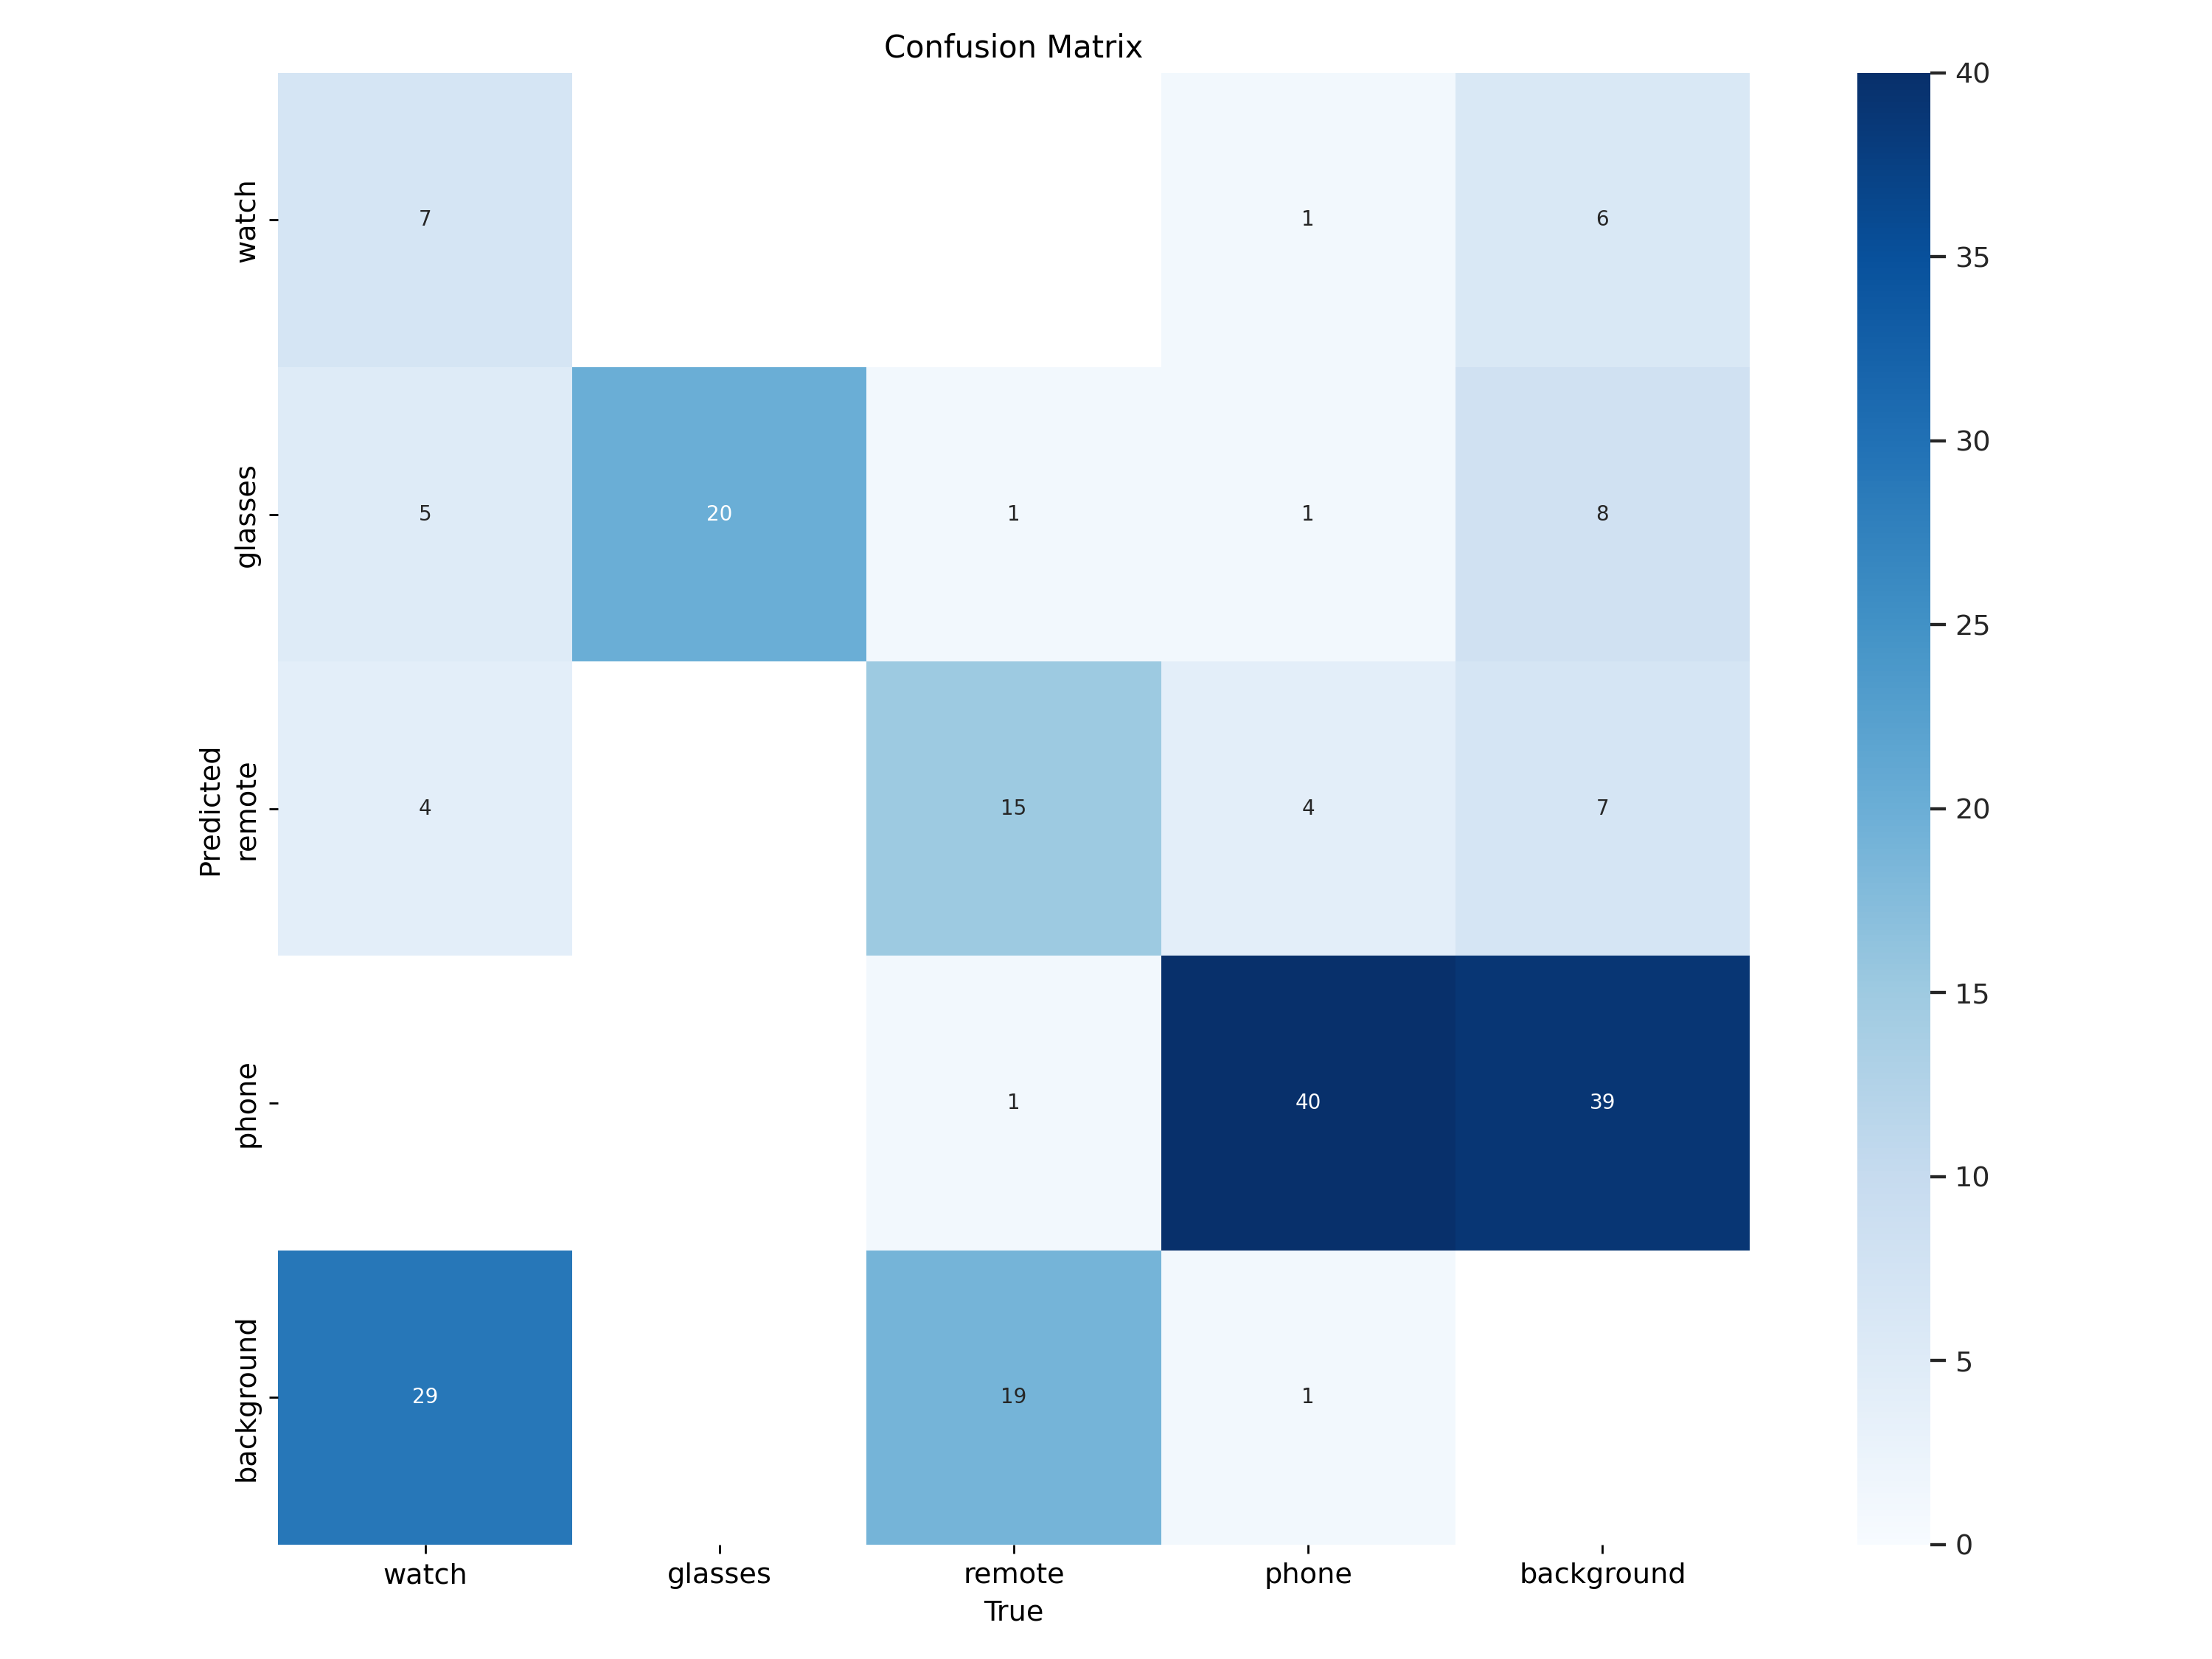 Confusion Matrix
40
watch
7
1
6
35
glasses
5
20
1
1
8
30
25
Predicted
remote
4
15
4
7
20
15
phone
1
40
39
10
background
29
19
1
5
0
watch
glasses
remote
phone
background
True